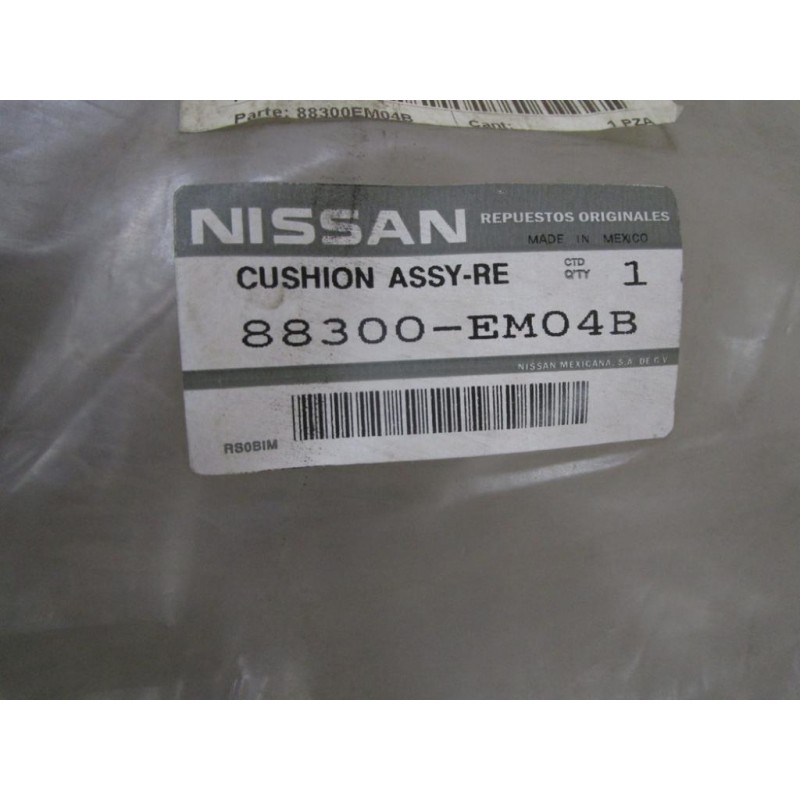 Parte: 88300EM04B Cant: 1 PZA
NISSAN REPUESTOS ORIGINALES
MADE IN MEXICO
CUSHION ASSY-RE CTD Q'TY 1
88300-EM04B
NISSAN MEXICANA, S.A. DE C.V.
RS0BIM